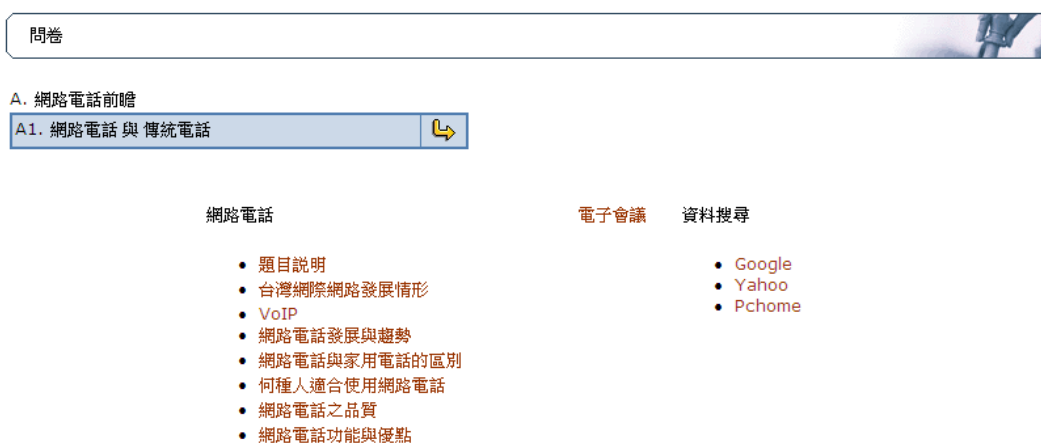 問卷
A. 網路電話前瞻
A1. 網路電話 與 傳統電話
網路電話 電子會議 資料搜尋
題目説明
台灣網際網路發展情形
VoIP
網路電話發展與趨勢
網路電話與家用電話的區別
何種人適合使用網路電話
網路電話之品質
網路電話功能與優點
Google
Yahoo
Pchome